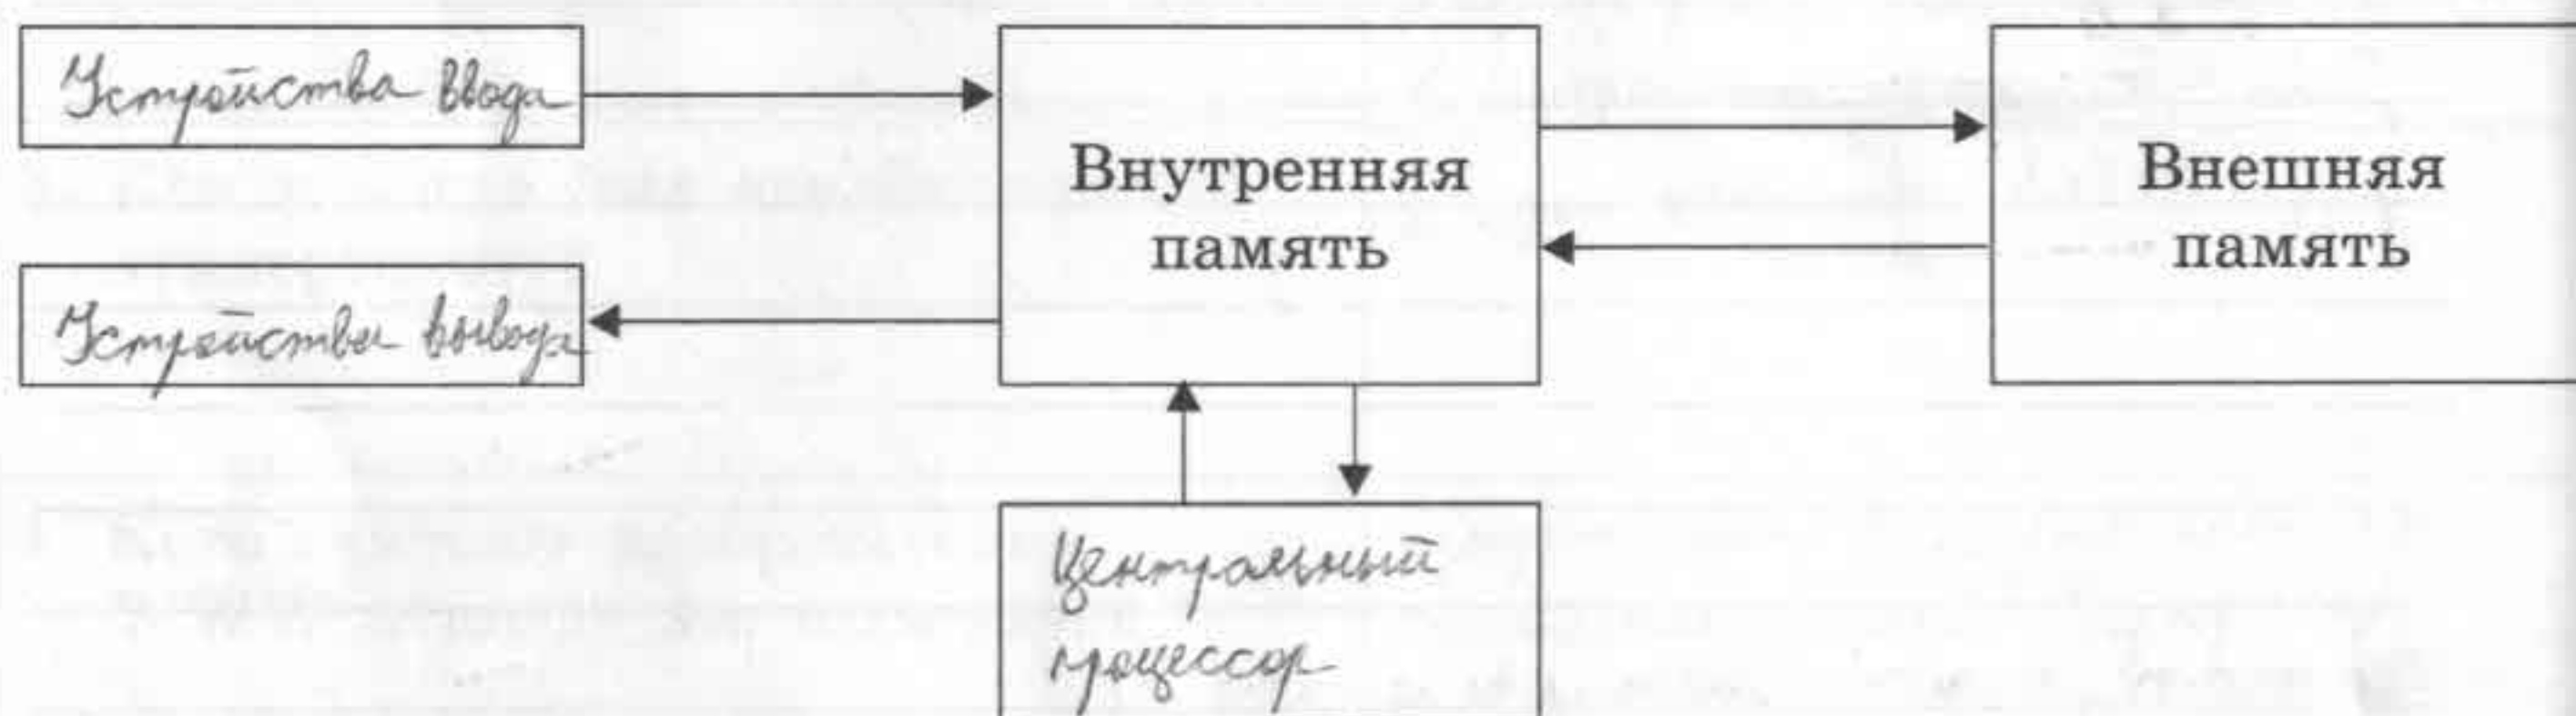 Устройства ввода
Внутренняя
память
Внешняя
память
Устройства вывода
Центральный
процессор